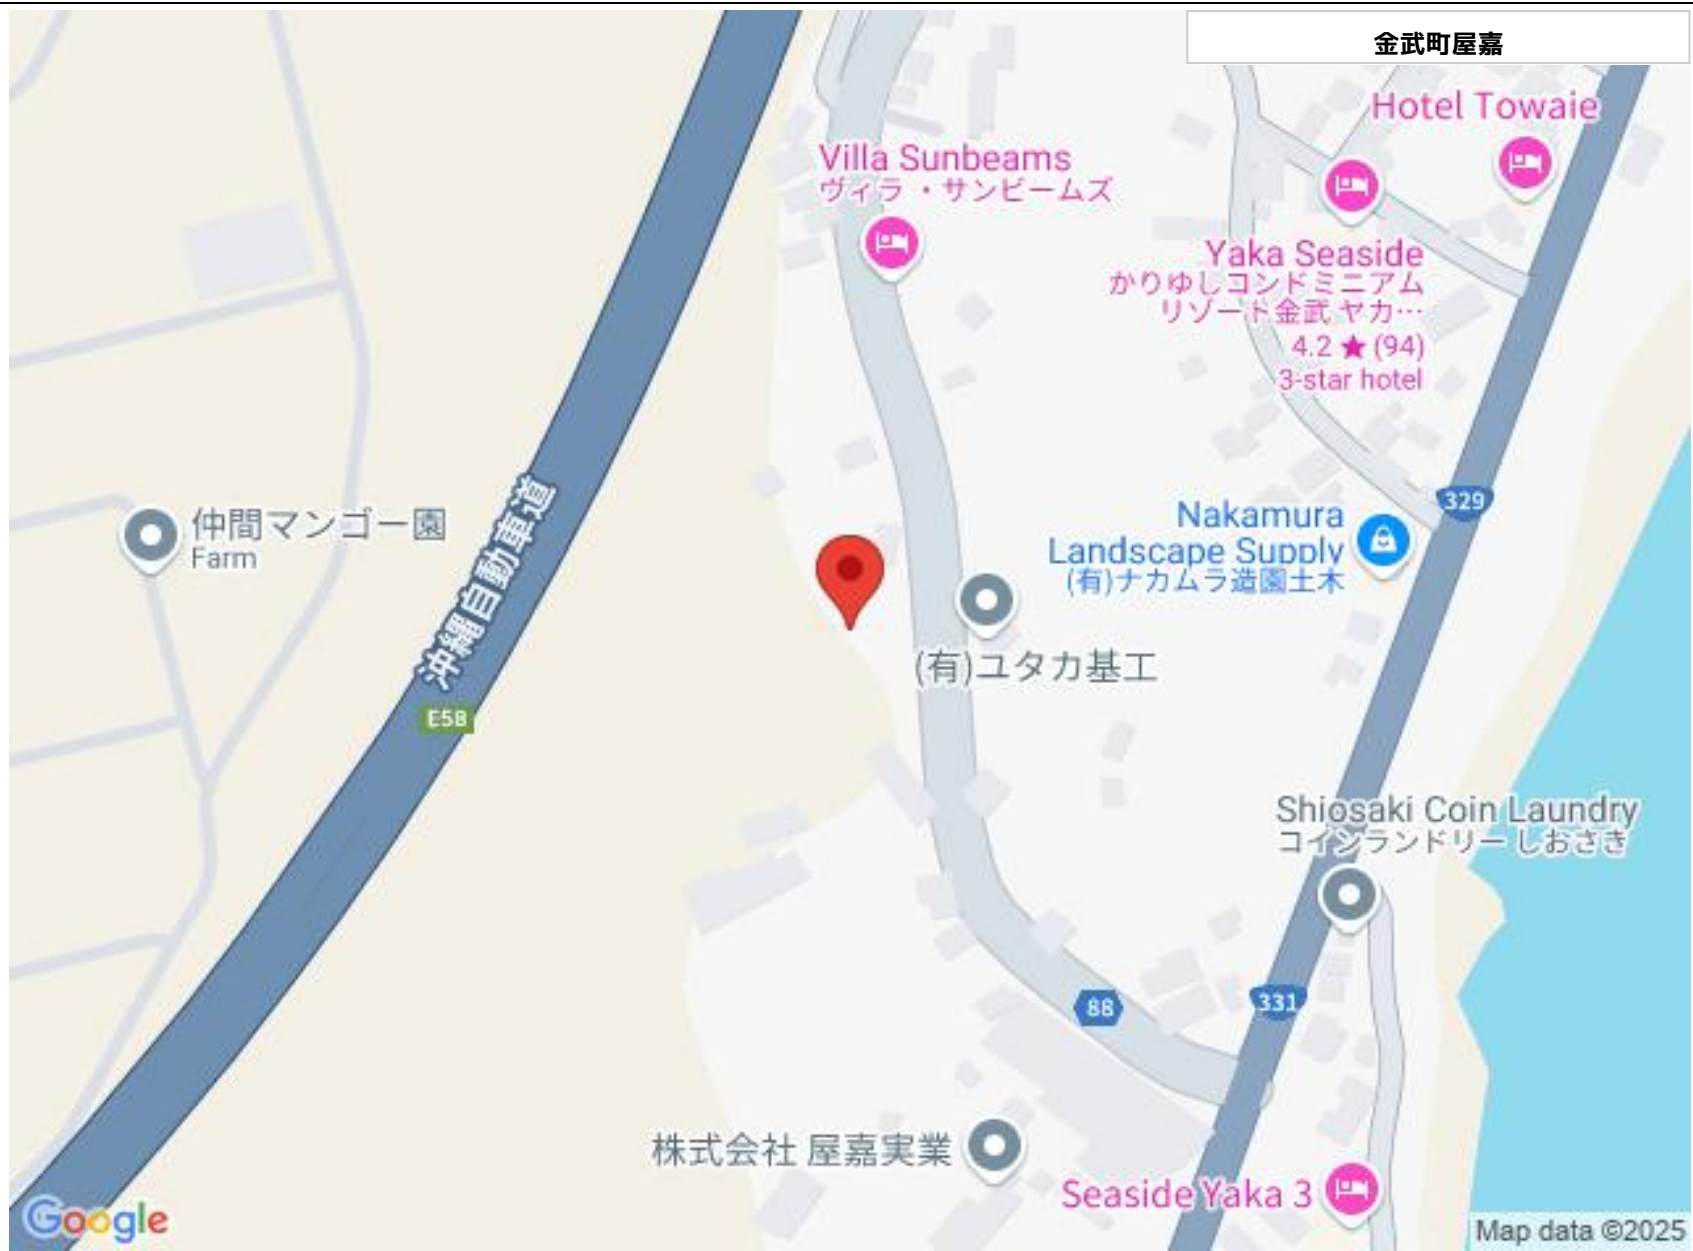 金武町屋嘉
Hotel Towaie
Villa Sunbeams
ヴィラ・サンビームズ
Yaka Seaside
かりゆしコンドミニアム
リゾート金武 ヤカ…
4.2 ★ (94)
3-star hotel
仲間マンゴー園
Farm
沖縄自動車道
329
Nakamura
Landscape Supply
(有)ナカムラ造園土木
(有)ユタカ基工
E58
Shiosaki Coin Laundry
コインランドリー しおさき
88
331
株式会社 屋嘉実業
Seaside Yaka 3
Google
Map data ©2025